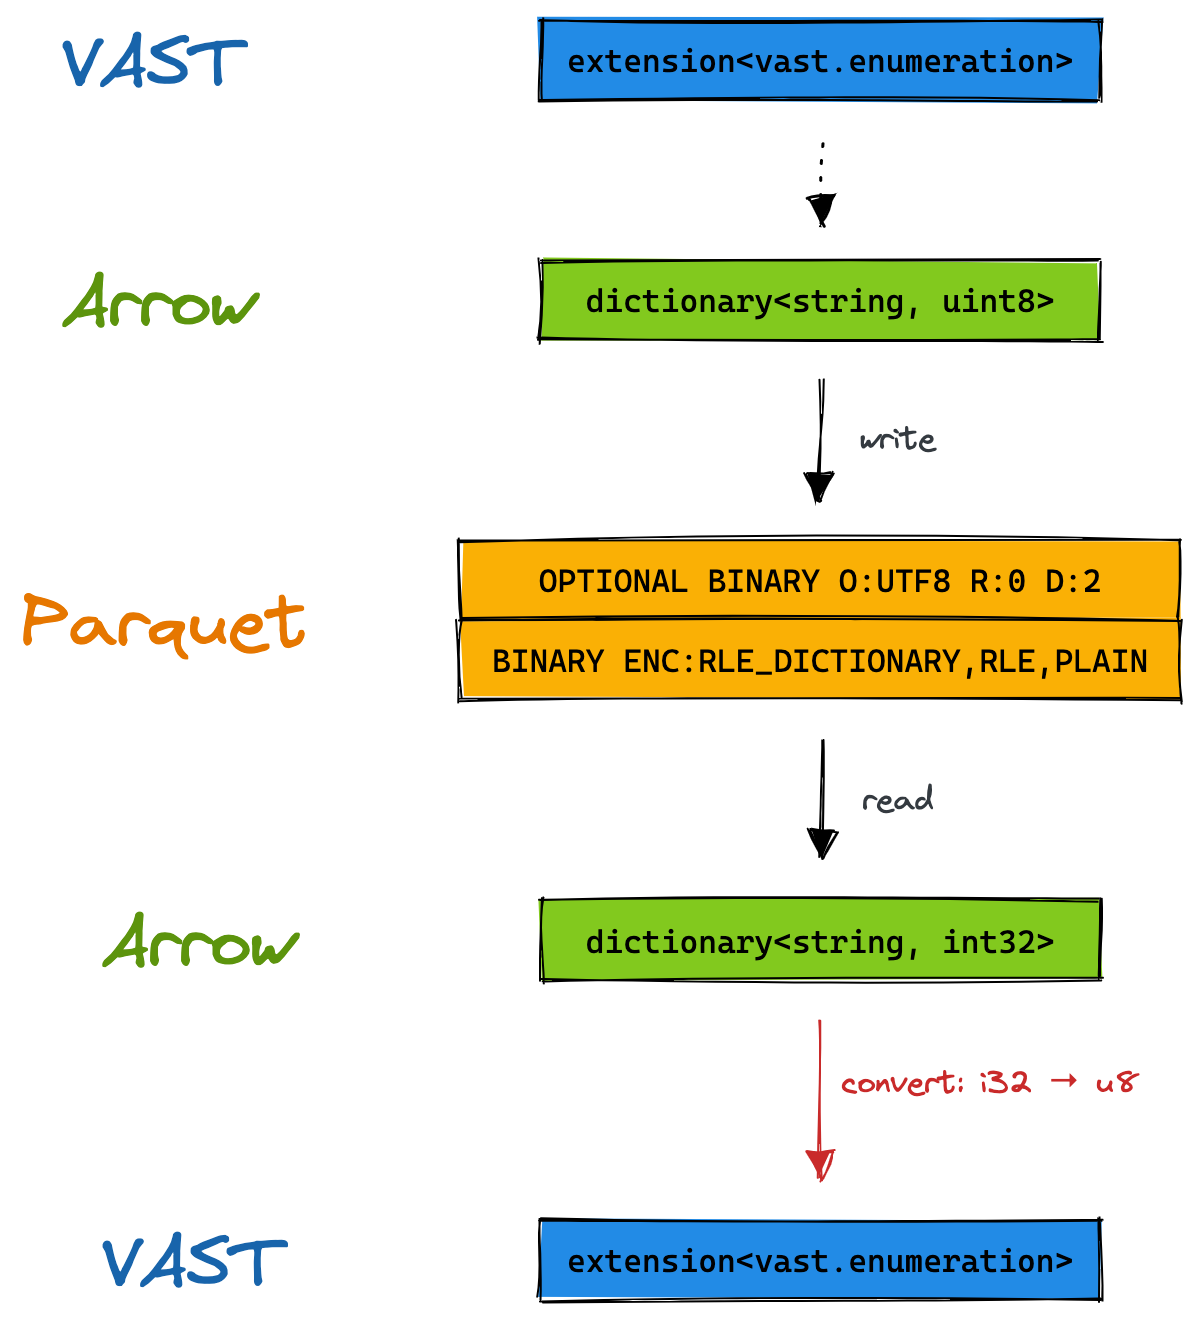 VAST
extension<vast.enumeration>
Arrow
dictionary<string, uint8>
write
Parquet
OPTIONAL BINARY O:UTF8 R:0 D:2
BINARY ENC:RLE_DICTIONARY,RLE,PLAIN
read
Arrow
dictionary<string, int32>
convert: i32 → u8
VAST
extension<vast.enumeration>